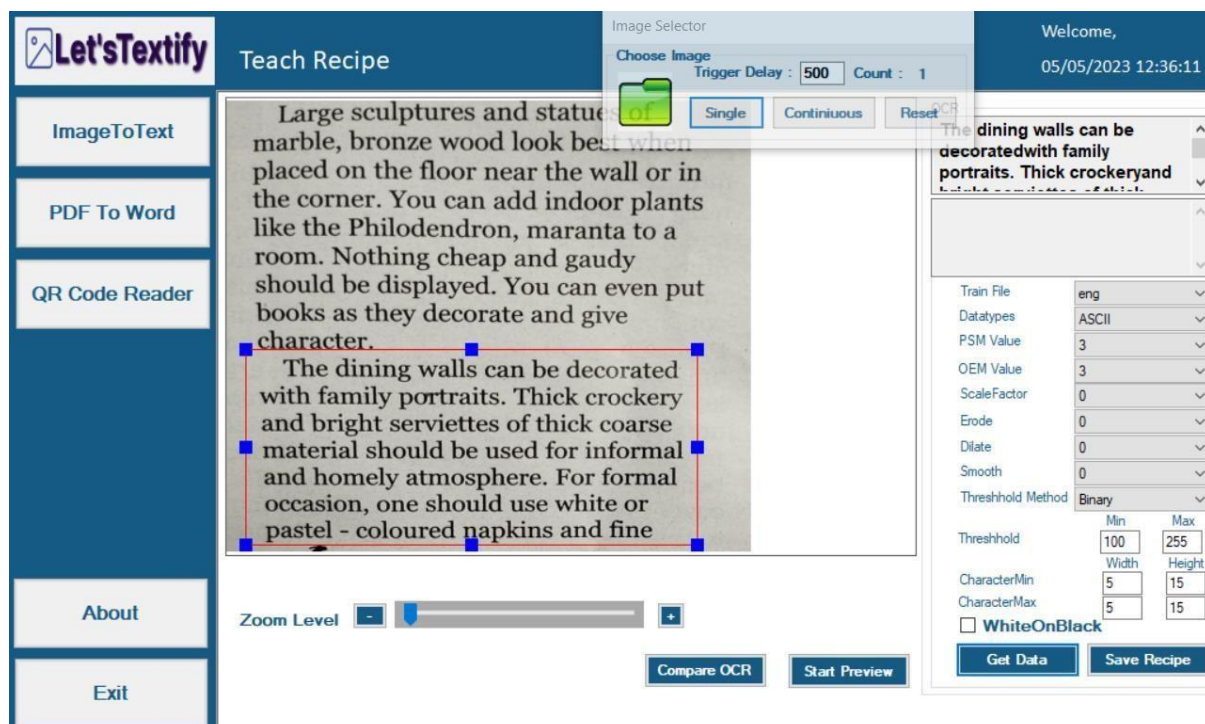 Let'sTextify
Teach Recipe
Image Selector
Choose Image
Trigger Delay : 500 Count : 1
Single Continiuous Reset
Welcome,
05/05/2023 12:36:11
ImageToText
PDF To Word
QR Code Reader
About
Exit
Large sculptures and statues of
marble, bronze wood look best when
placed on the floor near the wall or in
the corner. You can add indoor plants
like the Philodendron, maranta to a
room. Nothing cheap and gaudy
should be displayed. You can even put
books as they decorate and give
character.
The dining walls can be decorated
with family portraits. Thick crockery
and bright serviettes of thick coarse
material should be used for informal
and homely atmosphere. For formal
occasion, one should use white or
pastel - coloured napkins and fine
Zoom Level - +
Compare OCR Start Preview
OCR
The dining walls can be
decoratedwith family
portraits. Thick crockeryand
bright serviettes of thick
Train File eng
Datatypes ASCII
PSM Value 3
OEM Value 3
ScaleFactor 0
Erode 0
Dilate 0
Smooth 0
Threshhold Method Binary
Min Max
Threshhold 100 255
Width Height
CharacterMin 5 15
CharacterMax 5 15
WhiteOnBlack
Get Data Save Recipe